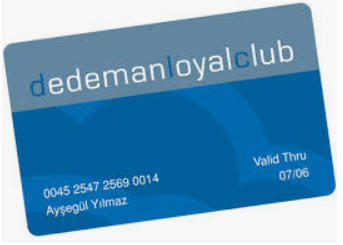 dedemanloyalclub
0045 2547 2569 0014
Ayşegül Yılmaz
Valid Thru
07/06